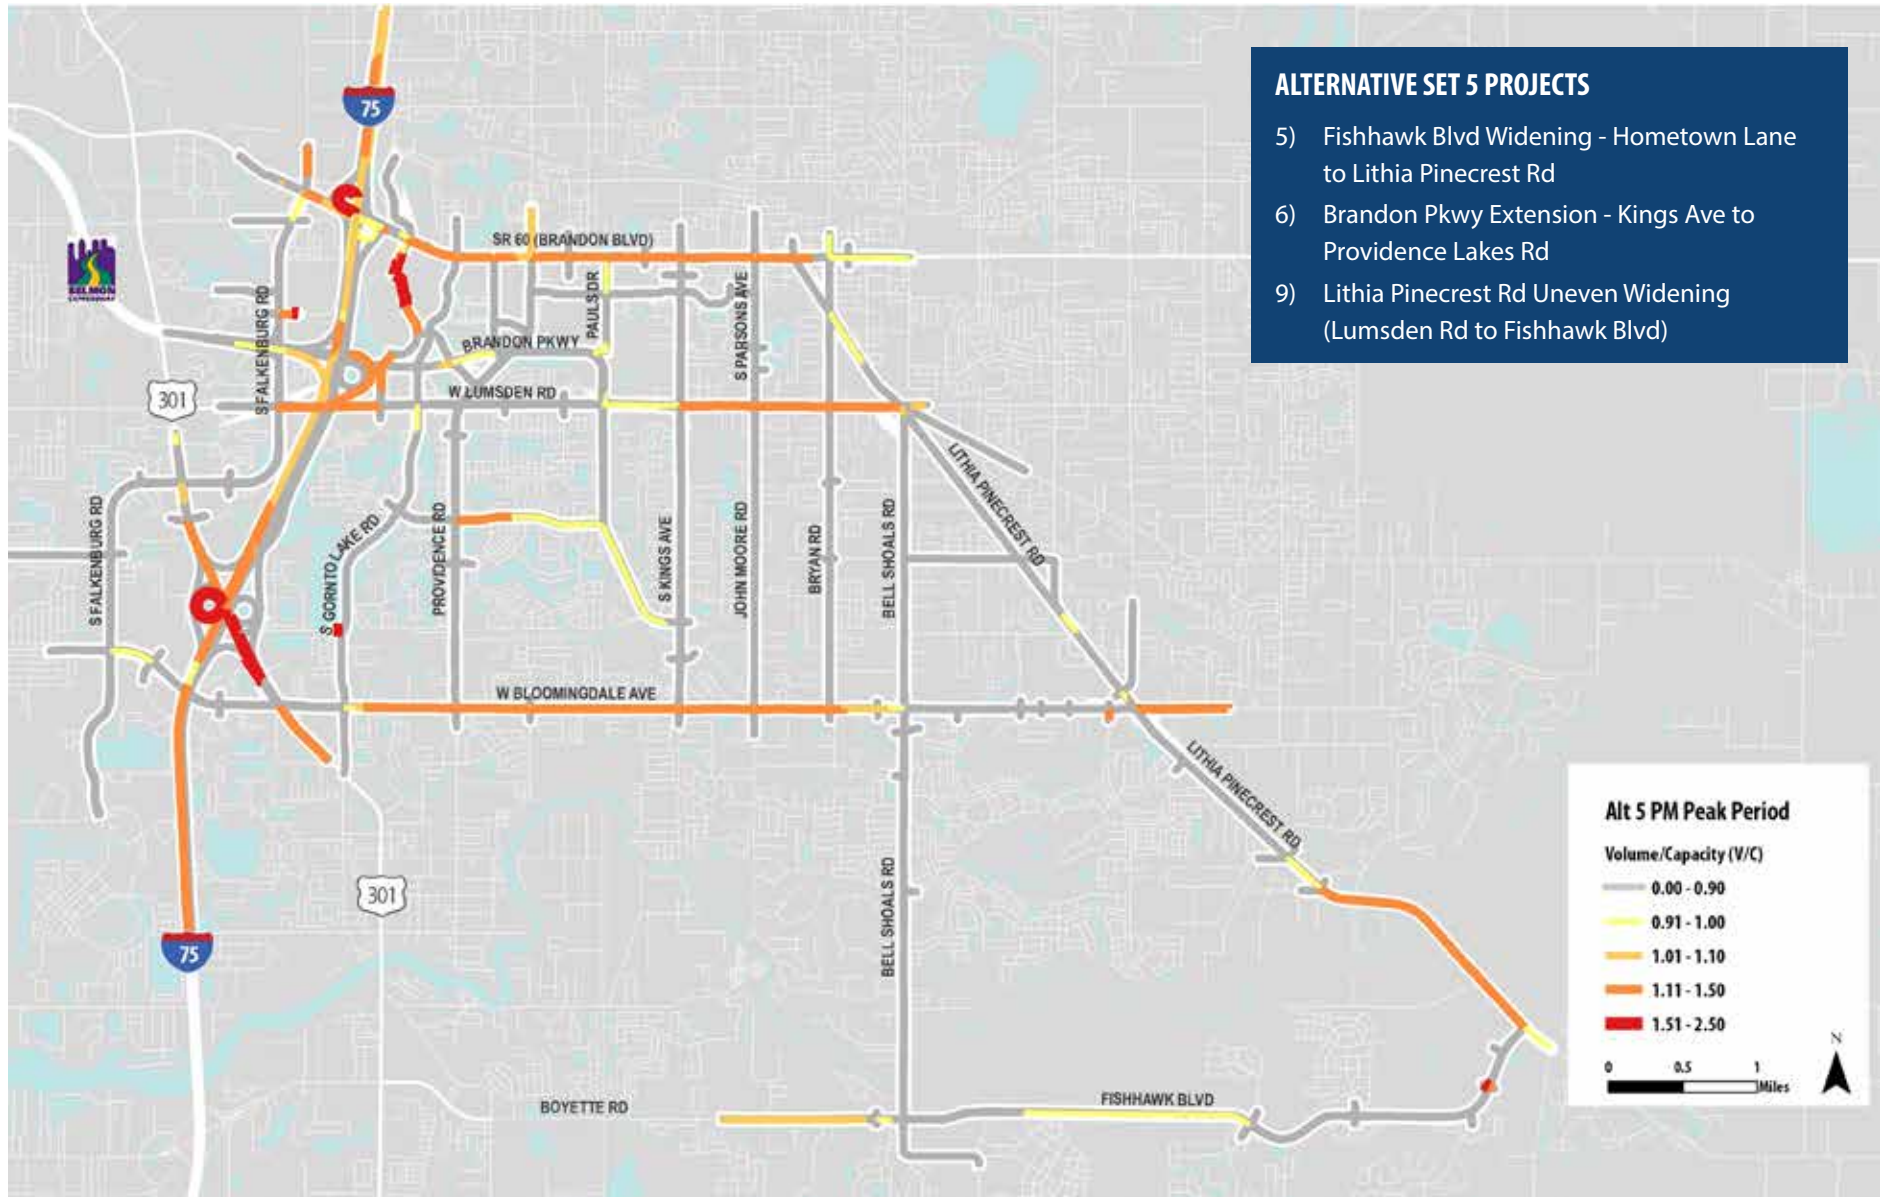 75
ALTERNATIVE SET 5 PROJECTS
5) Fishhawk Blvd Widening - Hometown Lane
to Lithia Pinecrest Rd
6) Brandon Pkwy Extension - Kings Ave to
Providence Lakes Rd
9) Lithia Pinecrest Rd Uneven Widening
(Lumsden Rd to Fishhawk Blvd)
SR 60 (BRANDON BLVD)
SELMON
EXPRESSWAY
S FALKENBURG RD
PAULS DR
S PARSONS AVE
BRANDON PKWY
W LUMSDEN RD
301
LITHIA PINECREST RD
S FALKENBURG RD
S GORNTO LAKE RD
PROVIDENCE RD
S KINGS AVE
JOHN MOORE RD
BRYAN RD
BELL SHOALS RD
W BLOOMINGDALE AVE
LITHIA PINECREST RD
301
75
BELL SHOALS RD
BOYETTE RD
FISHHAWK BLVD
Alt 5 PM Peak Period
Volume/Capacity (V/C)
0.00 - 0.90
0.91 - 1.00
1.01 - 1.10
1.11 - 1.50
1.51 - 2.50
N
0 0.5 1
Miles